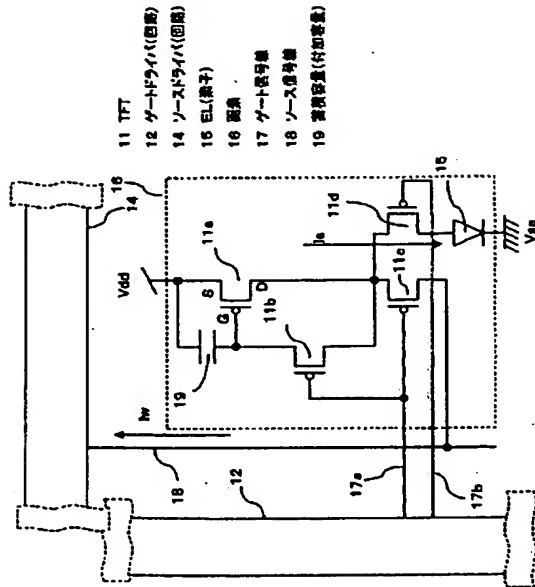 11 TFT
12 ゲートドライバ(回路)
14 ソースドライバ(回路)
15 EL(素子)
16 画素
17 ゲート信号線
18 ソース信号線
19 蓄積容量(付加容量)
16
14
Vdd
S
11a
G
D
11b
19
Iw
18
12
11d
Ie
11c
15
Vss
17a
17b